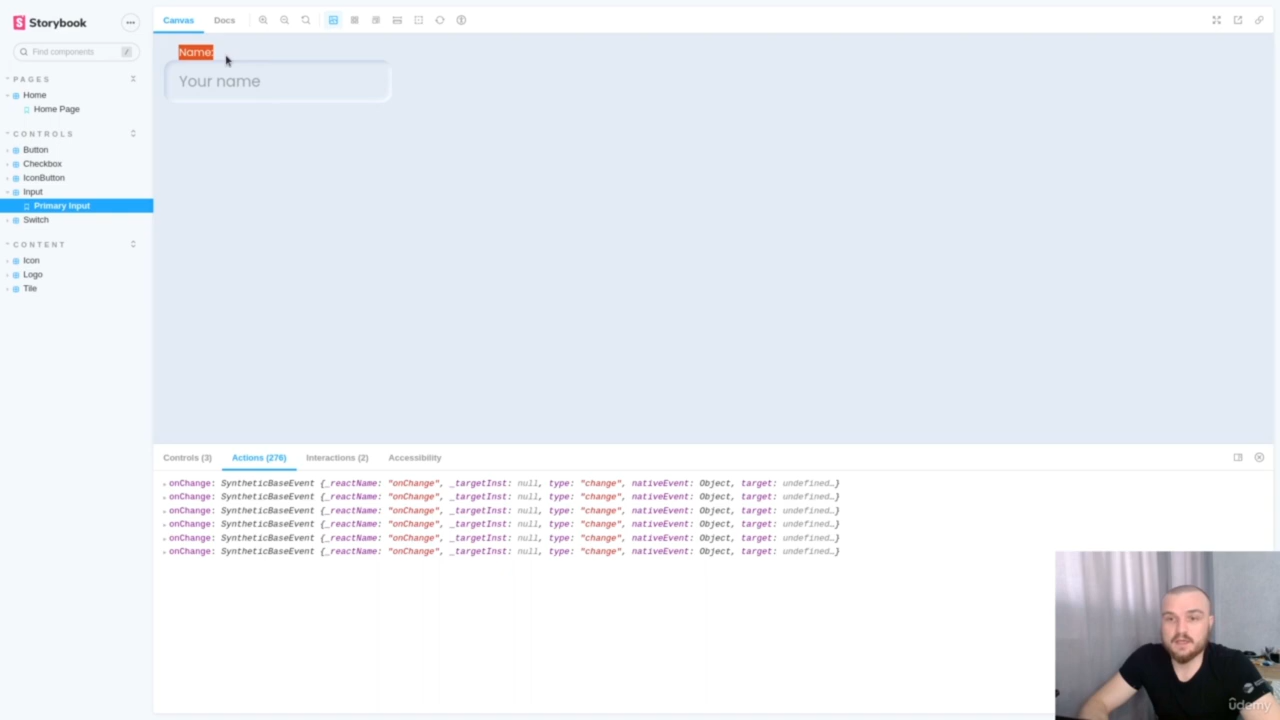 Storybook
Find components
/
PAGES
Home
Home Page
CONTROLS
Button
Checkbox
IconButton
Input
Primary Input
Switch
CONTENT
Icon
Logo
Tile
Canvas
Docs
Name:
Your name
Controls (3)
Actions (276)
Interactions (2)
Accessibility
onChange: SyntheticBaseEvent {_reactName: "onChange", _targetInst: null, type: "change", nativeEvent: Object, target: undefined…}
onChange: SyntheticBaseEvent {_reactName: "onChange", _targetInst: null, type: "change", nativeEvent: Object, target: undefined…}
onChange: SyntheticBaseEvent {_reactName: "onChange", _targetInst: null, type: "change", nativeEvent: Object, target: undefined…}
onChange: SyntheticBaseEvent {_reactName: "onChange", _targetInst: null, type: "change", nativeEvent: Object, target: undefined…}
onChange: SyntheticBaseEvent {_reactName: "onChange", _targetInst: null, type: "change", nativeEvent: Object, target: undefined…}
onChange: SyntheticBaseEvent {_reactName: "onChange", _targetInst: null, type: "change", nativeEvent: Object, target: undefined…}
udemy